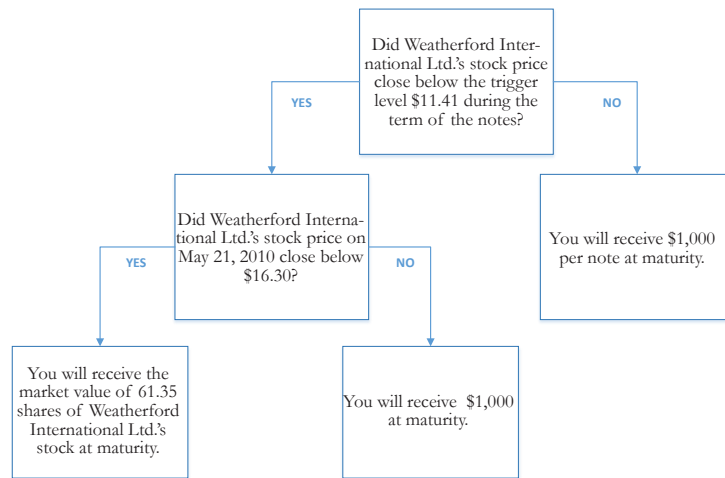 Did Weatherford Inter-
national Ltd.'s stock price
close below the trigger
level $11.41 during the
term of the notes?
YES
NO
Did Weatherford Interna-
tional Ltd.'s stock price on
May 21, 2010 close below
$16.30?
You will receive $1,000
per note at maturity.
YES
NO
You will receive the
market value of 61.35
shares of Weatherford
International Ltd.'s
stock at maturity.
You will receive $1,000
at maturity.